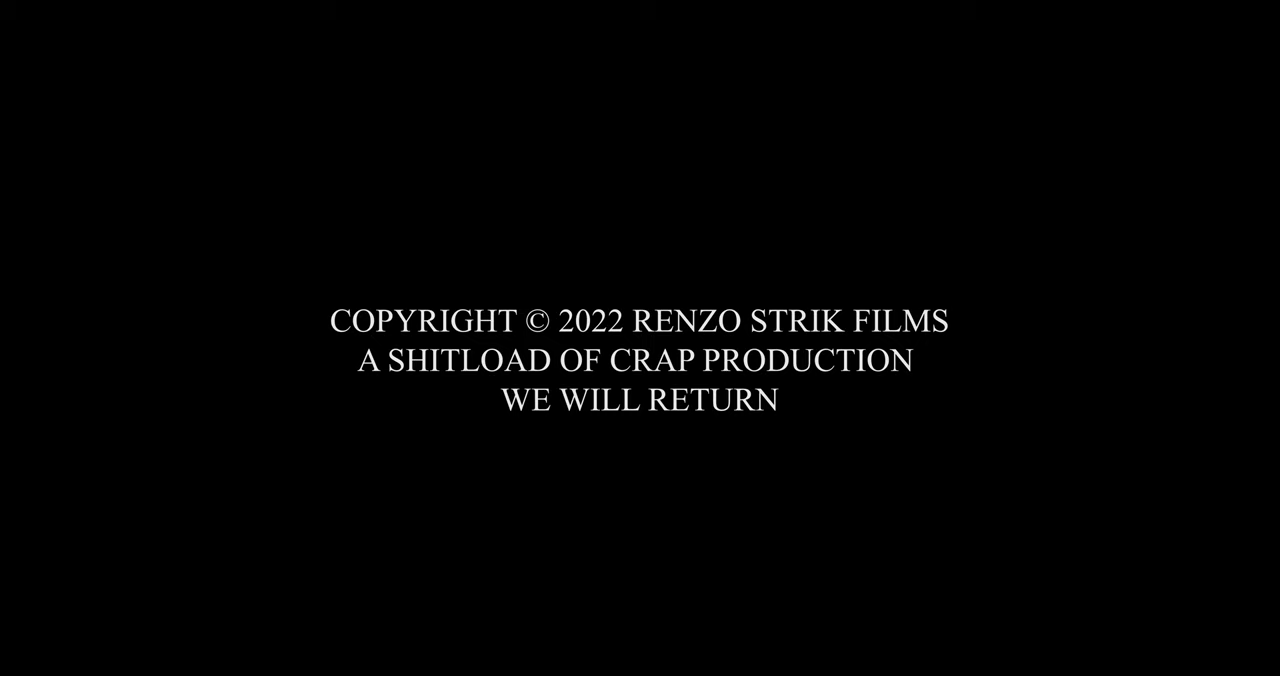 COPYRIGHT © 2022 RENZO STRIK FILMS
A SHITLOAD OF CRAP PRODUCTION
WE WILL RETURN